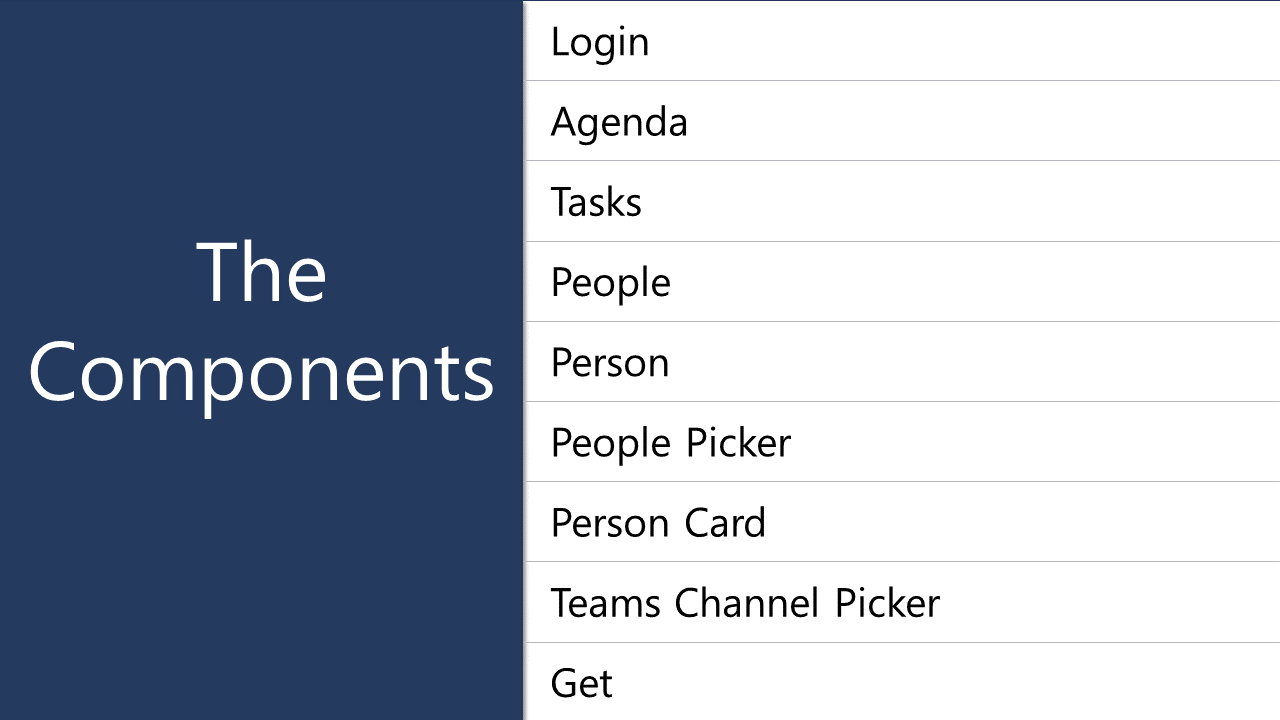 The
Components
Login
Agenda
Tasks
People
Person
People Picker
Person Card
Teams Channel Picker
Get